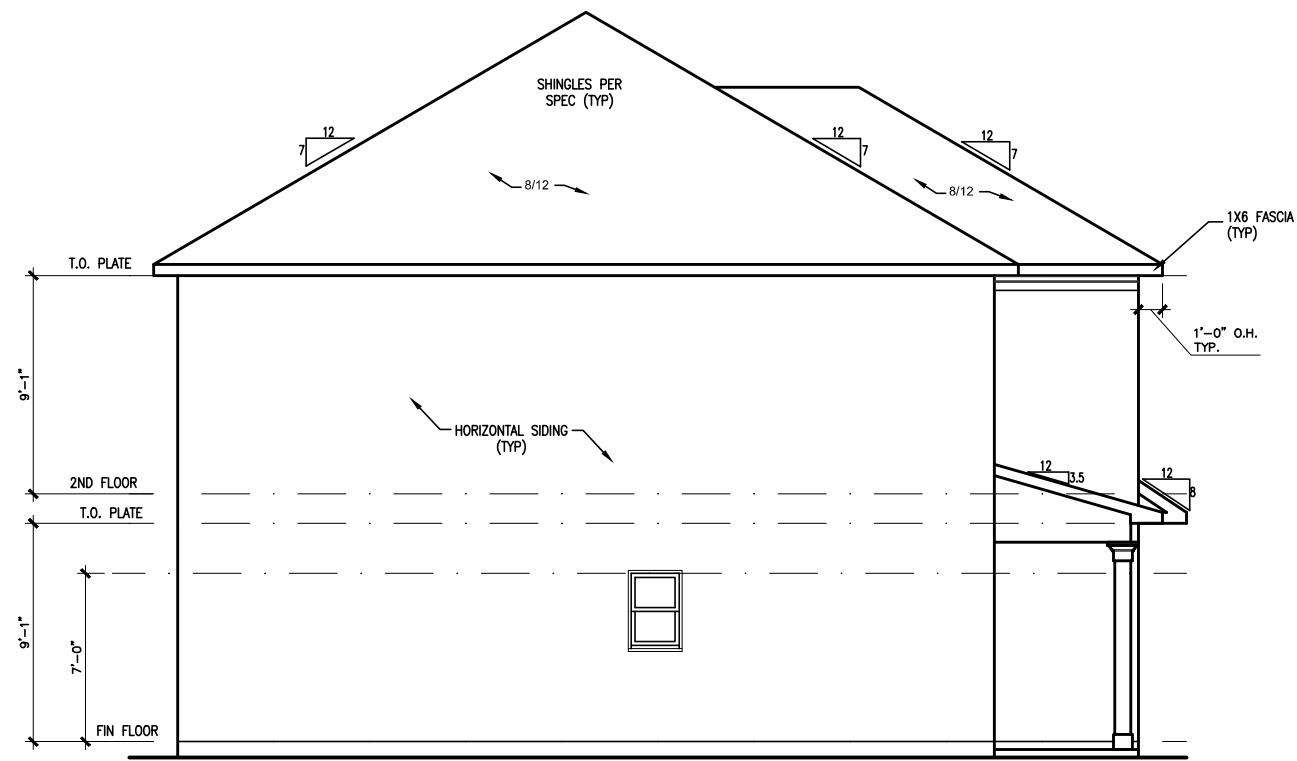 SHINGLES PER
SPEC (TYP)
12
7
12
7
12
7
8/12
8/12
1X6 FASCIA
(TYP)
T.O. PLATE
1'-0" O.H.
TYP.
9'-1"
HORIZONTAL SIDING
(TYP)
12
3.5
12
8
2ND FLOOR
T.O. PLATE
9'-1"
7'-0"
FIN FLOOR